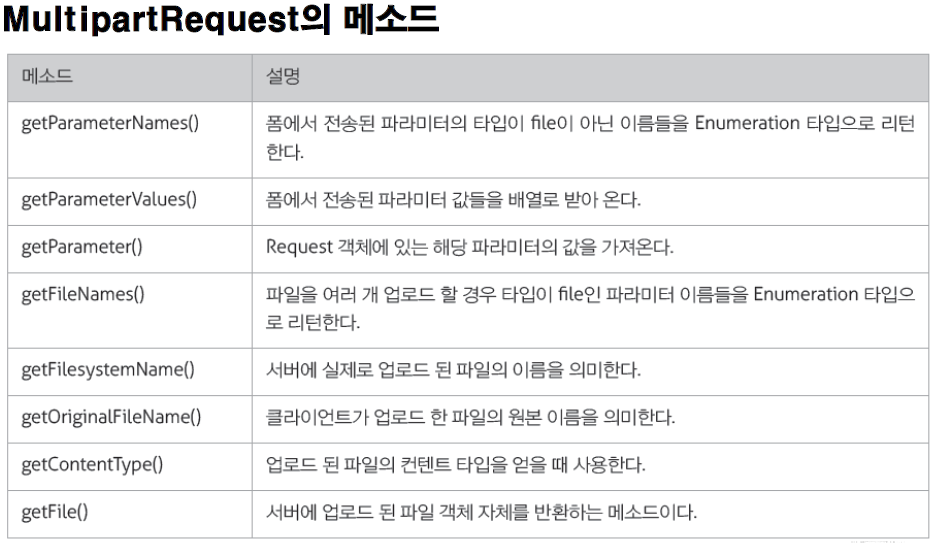 MultipartRequest의 메소드
메소드 설명
getParameterNames() 폼에서 전송된 파라미터의 타입이 file이 아닌 이름들을 Enumeration 타입으로 리턴
한다.
getParameterValues() 폼에서 전송된 파라미터 값들을 배열로 받아 온다.
getParameter() Request 객체에 있는 해당 파라미터의 값을 가져온다.
getFileNames() 파일을 여러 개 업로드 할 경우 타입이 file인 파라미터 이름들을 Enumeration 타입으
로 리턴한다.
getFilesystemName() 서버에 실제로 업로드 된 파일의 이름을 의미한다.
getOriginalFileName() 클라이언트가 업로드 한 파일의 원본 이름을 의미한다.
getContentType() 업로드 된 파일의 컨텐트 타입을 얻을 때 사용한다.
getFile() 서버에 업로드 된 파일 객체 자체를 반환하는 메소드이다.